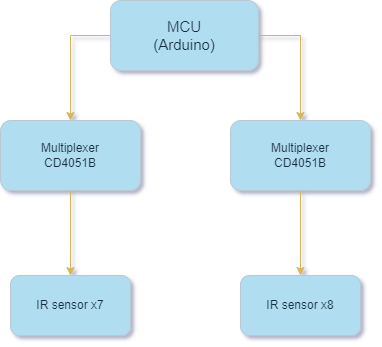 MCU
(Arduino)
Multiplexer
CD4051B
Multiplexer
CD4051B
IR sensor x7
IR sensor x8